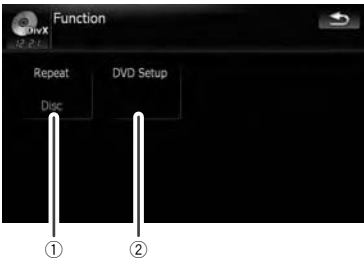 Function
DivX
12:21
Repeat
DVD Setup
Disc
① ②